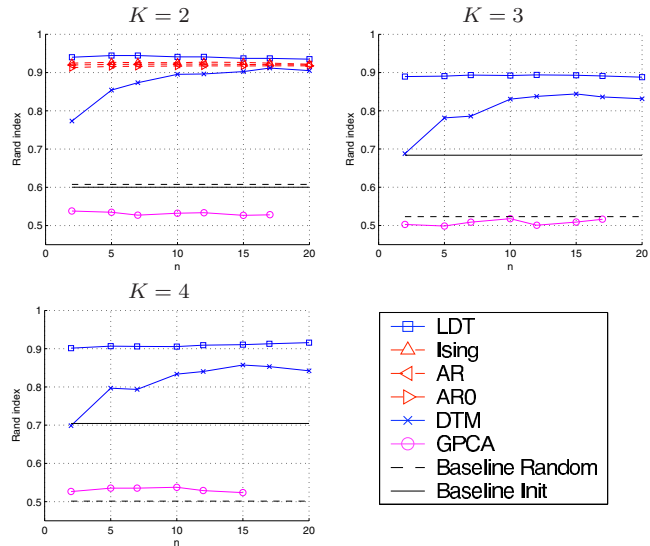 K = 2
1
0.9
0.8
0.7
0.6
0.5
0
5
10
15
20
Rand index
n
K = 3
1
0.9
0.8
0.7
0.6
0.5
0
5
10
15
20
Rand index
n
K = 4
1
0.9
0.8
0.7
0.6
0.5
0
5
10
15
20
Rand index
n
LDT
Ising
AR
AR0
DTM
GPCA
Baseline Random
Baseline Init